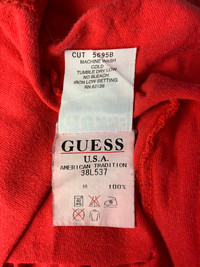 CUT 5695B
MACHINE WASH
COLD
TUMBLE DRY LOW
NO BLEACH
IRON LOW SETTING
RN 62136
GUESS
U.S.A.
AMERICAN TRADITION
38L537
100%